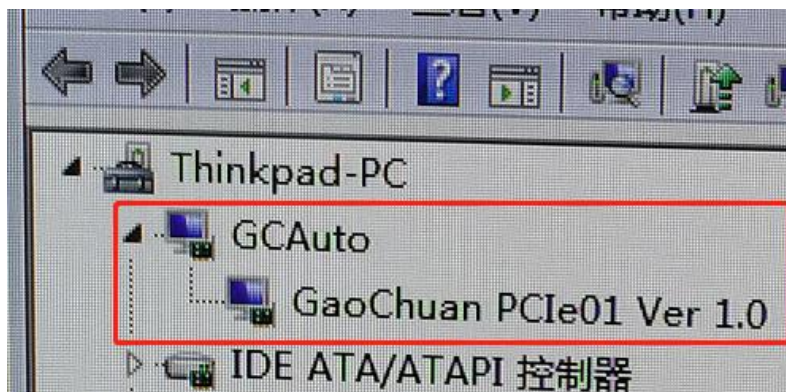 Thinkpad-PC
GCAuto
GaoChuan PCIe01 Ver 1.0
IDE ATA/ATAPI 控制器